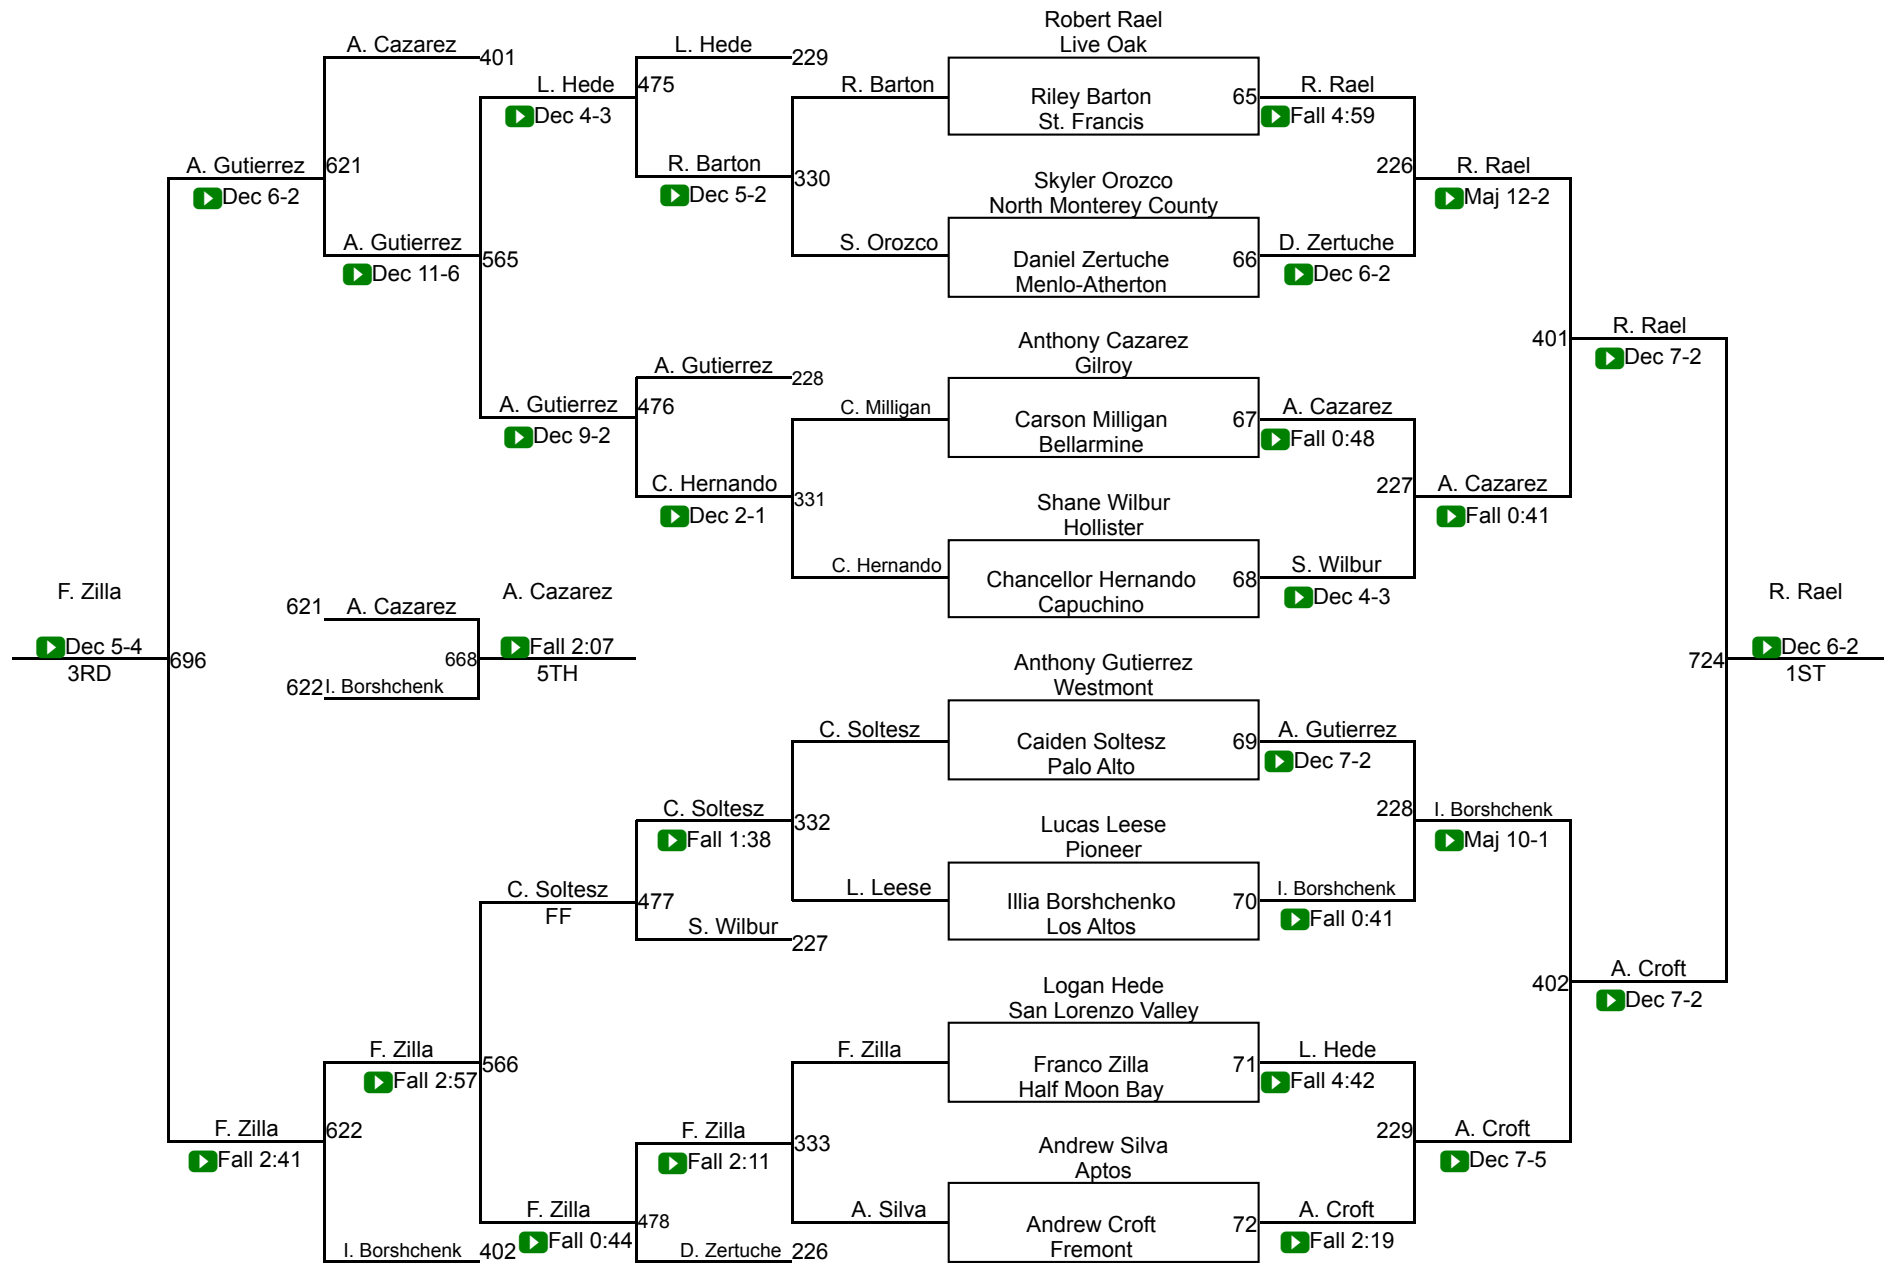 Robert Rael
Live Oak
A. Cazarez
401
L. Hede
229
L. Hede
475
Dec 4-3
R. Barton
Riley Barton
St. Francis
65
R. Rael
Fall 4:59
A. Gutierrez
621
Dec 6-2
R. Barton
330
Dec 5-2
Skyler Orozco
North Monterey County
226
R. Rael
Maj 12-2
A. Gutierrez
565
Dec 11-6
S. Orozco
Daniel Zertuche
Menlo-Atherton
66
D. Zertuche
Dec 6-2
Anthony Cazarez
Gilroy
401
R. Rael
Dec 7-2
A. Gutierrez
228
A. Gutierrez
476
Dec 9-2
C. Milligan
Carson Milligan
Bellarmine
67
A. Cazarez
Fall 0:48
C. Hernando
331
Dec 2-1
Shane Wilbur
Hollister
227
A. Cazarez
Fall 0:41
C. Hernando
Chancellor Hernando
Capuchino
68
S. Wilbur
Dec 4-3
F. Zilla
Dec 5-4
3RD
696
621
A. Cazarez
622
I. Borshchenk
668
A. Cazarez
Fall 2:07
5TH
R. Rael
724
Dec 6-2
1ST
Anthony Gutierrez
Westmont
C. Soltesz
Caiden Soltesz
Palo Alto
69
A. Gutierrez
Dec 7-2
C. Soltesz
332
Fall 1:38
Lucas Leese
Pioneer
228
I. Borshchenk
Maj 10-1
C. Soltesz
FF
477
L. Leese
Illia Borshchenko
Los Altos
70
I. Borshchenk
Fall 0:41
S. Wilbur
227
Logan Hede
San Lorenzo Valley
402
A. Croft
Dec 7-2
F. Zilla
566
Fall 2:57
F. Zilla
Franco Zilla
Half Moon Bay
71
L. Hede
Fall 4:42
F. Zilla
622
Fall 2:41
F. Zilla
333
Fall 2:11
Andrew Silva
Aptos
229
A. Croft
Dec 7-5
F. Zilla
478
Fall 0:44
A. Silva
Andrew Croft
Fremont
72
A. Croft
Fall 2:19
I. Borshchenk
402
D. Zertuche
226